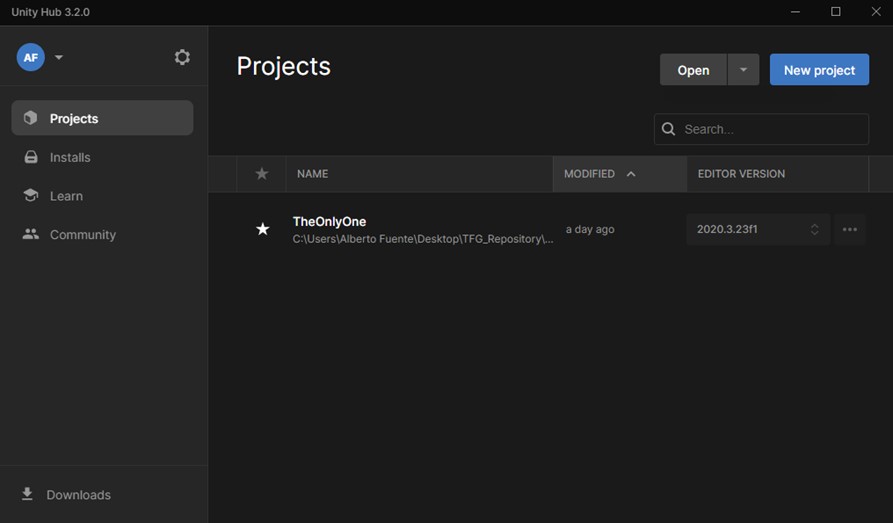 Unity Hub 3.2.0
AF
Projects
Installs
Learn
Community
Downloads
Projects
Open
New project
Search...
NAME
MODIFIED
EDITOR VERSION
TheOnlyOne
C:\Users\Alberto Fuente\Desktop\TFG_Repository\...
a day ago
2020.3.23f1